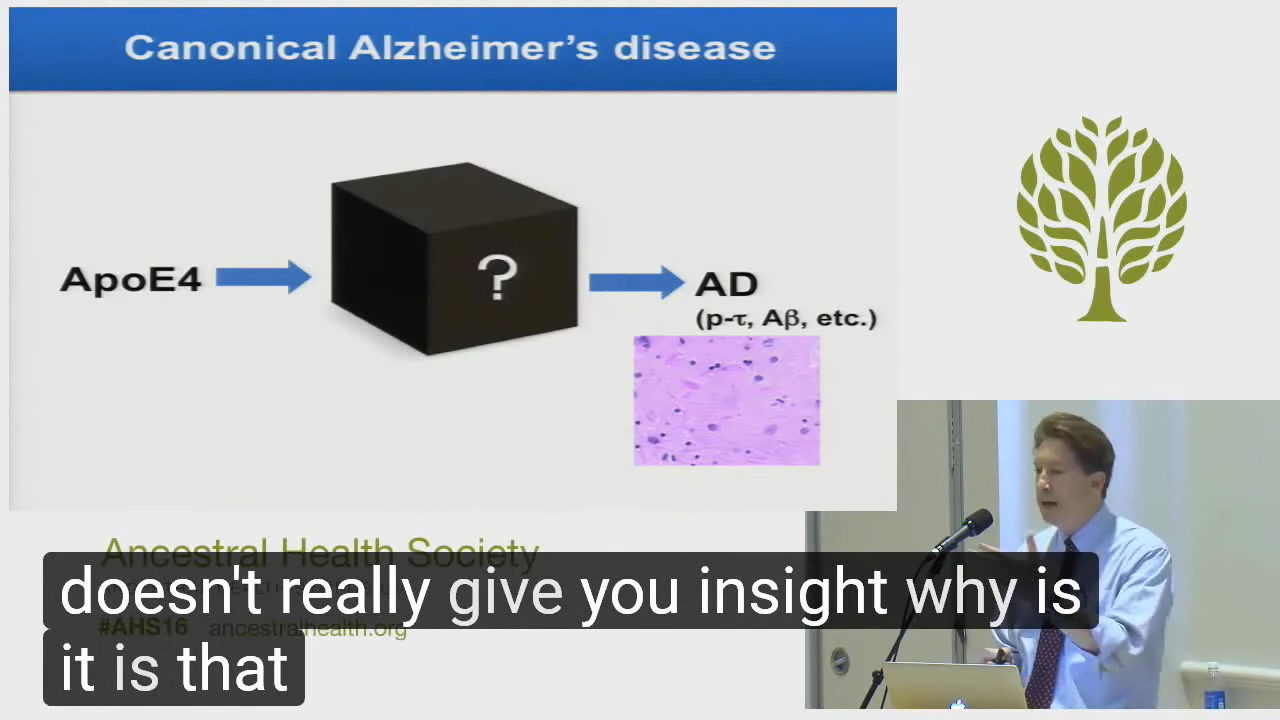 Canonical Alzheimer's disease
ApoE4
?
AD
(p-τ, Aβ, etc.)
Ancestral Health Society
#AHS16 ancestralhealth.org
doesn't really give you insight why is
it is that